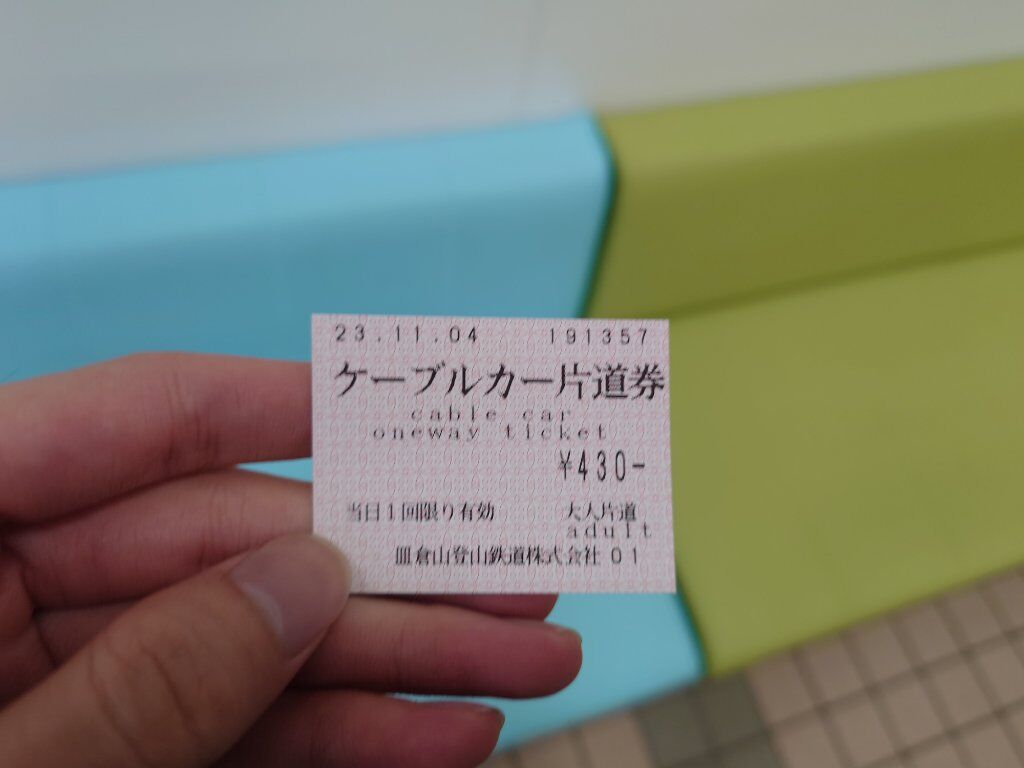 23.11.04 191357
ケーブルカー片道券
cable car
oneway ticket
¥430-
当日1回限り有効 大人片道
adult
皿倉山登山鉄道株式会社 01